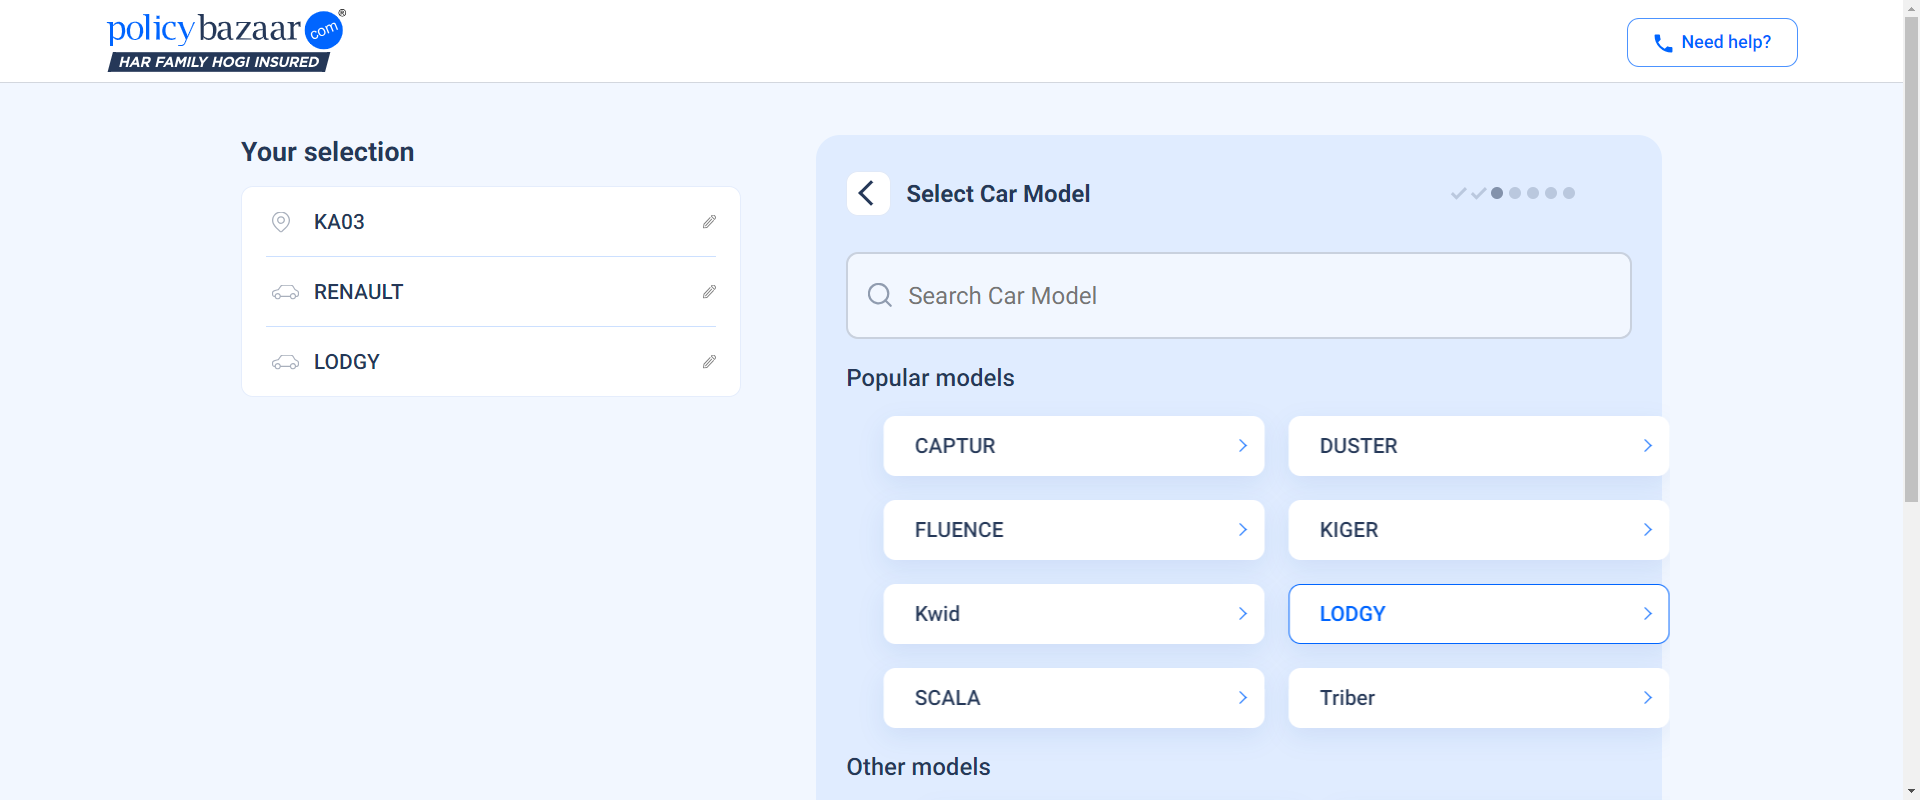 policybazaar.com®
HAR FAMILY HOGI INSURED
Need help?
Your selection
KA03
RENAULT
LODGY
Select Car Model
Search Car Model
Popular models
CAPTUR
DUSTER
FLUENCE
KIGER
Kwid
LODGY
SCALA
Triber
Other models